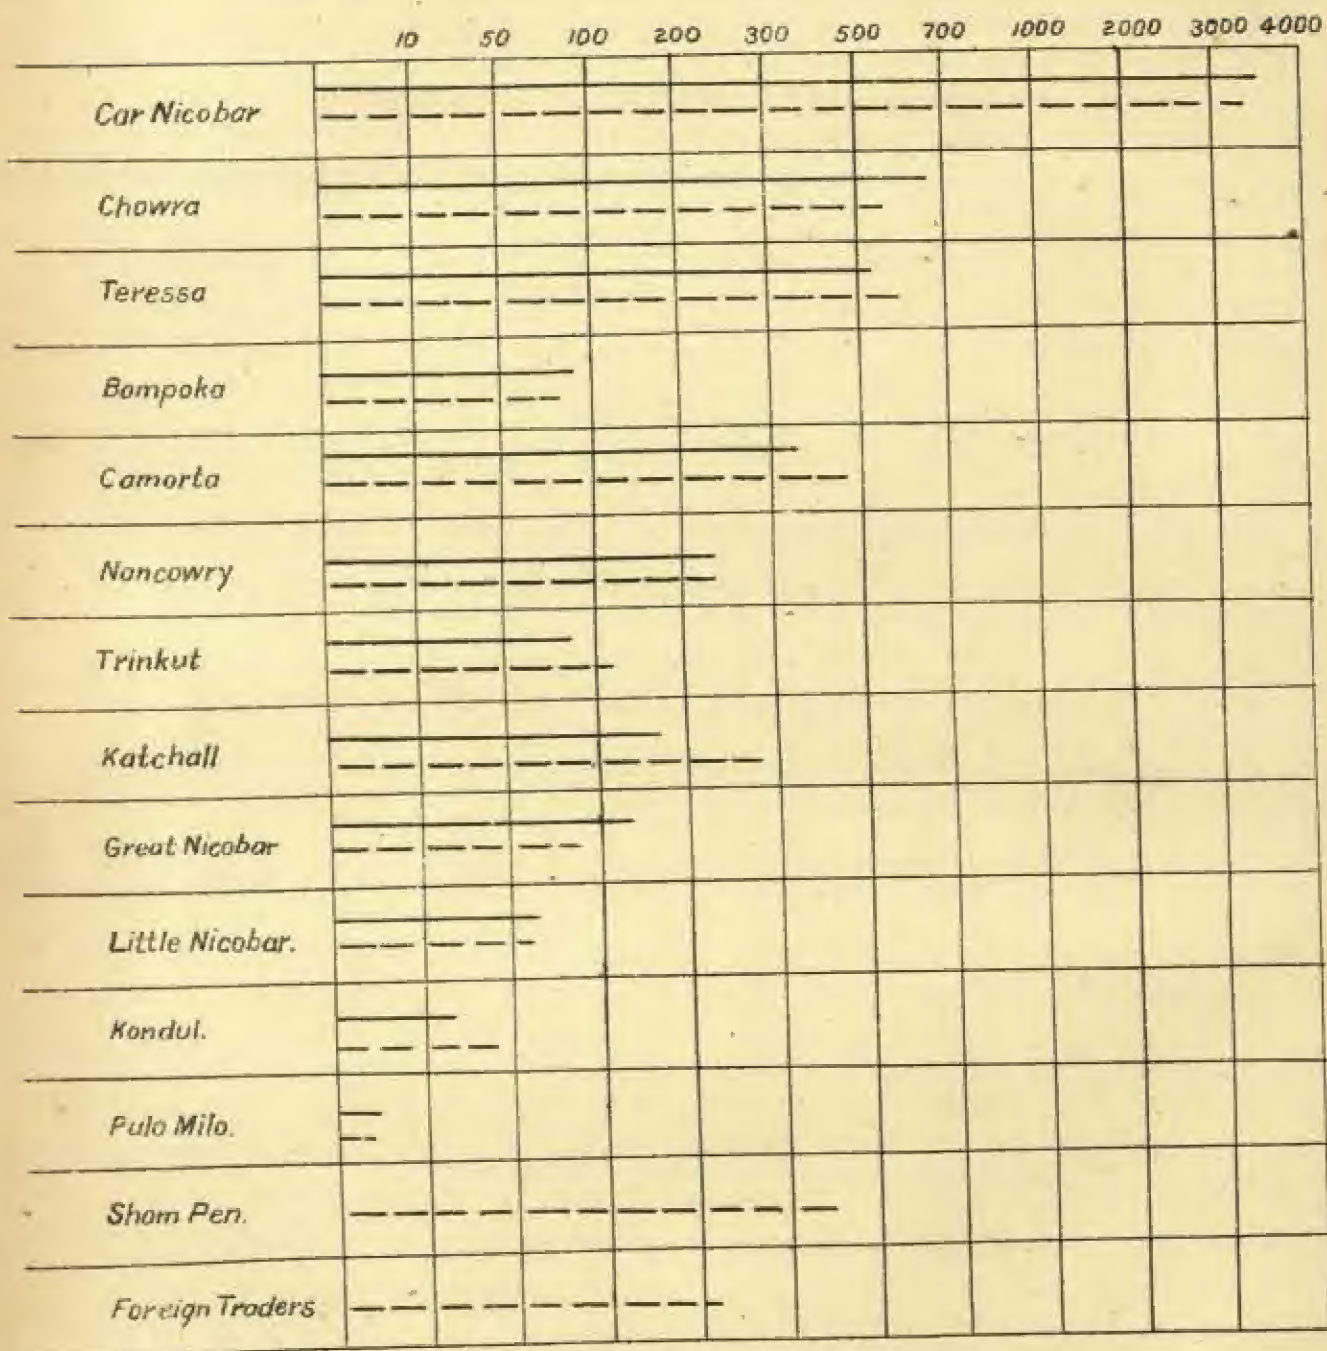 10 50 100 200 300 500 700 1000 2000 3000 4000
Car Nicobar
Chowra
Teressa
Bompoka
Camorta
Nancowry
Trinkut
Katchall
Great Nicobar
Little Nicobar.
Kondul.
Pulo Milo.
Shom Pen.
Foreign Traders